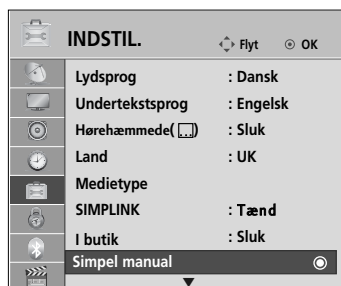 INDSTIL. Flyt OK
Lydsprog : Dansk
Undertekstsprog : Engelsk
Hørehæmmede( ) : Sluk
Land : UK
Medietype
SIMPLINK : Tænd
I butik : Sluk
Simpel manual